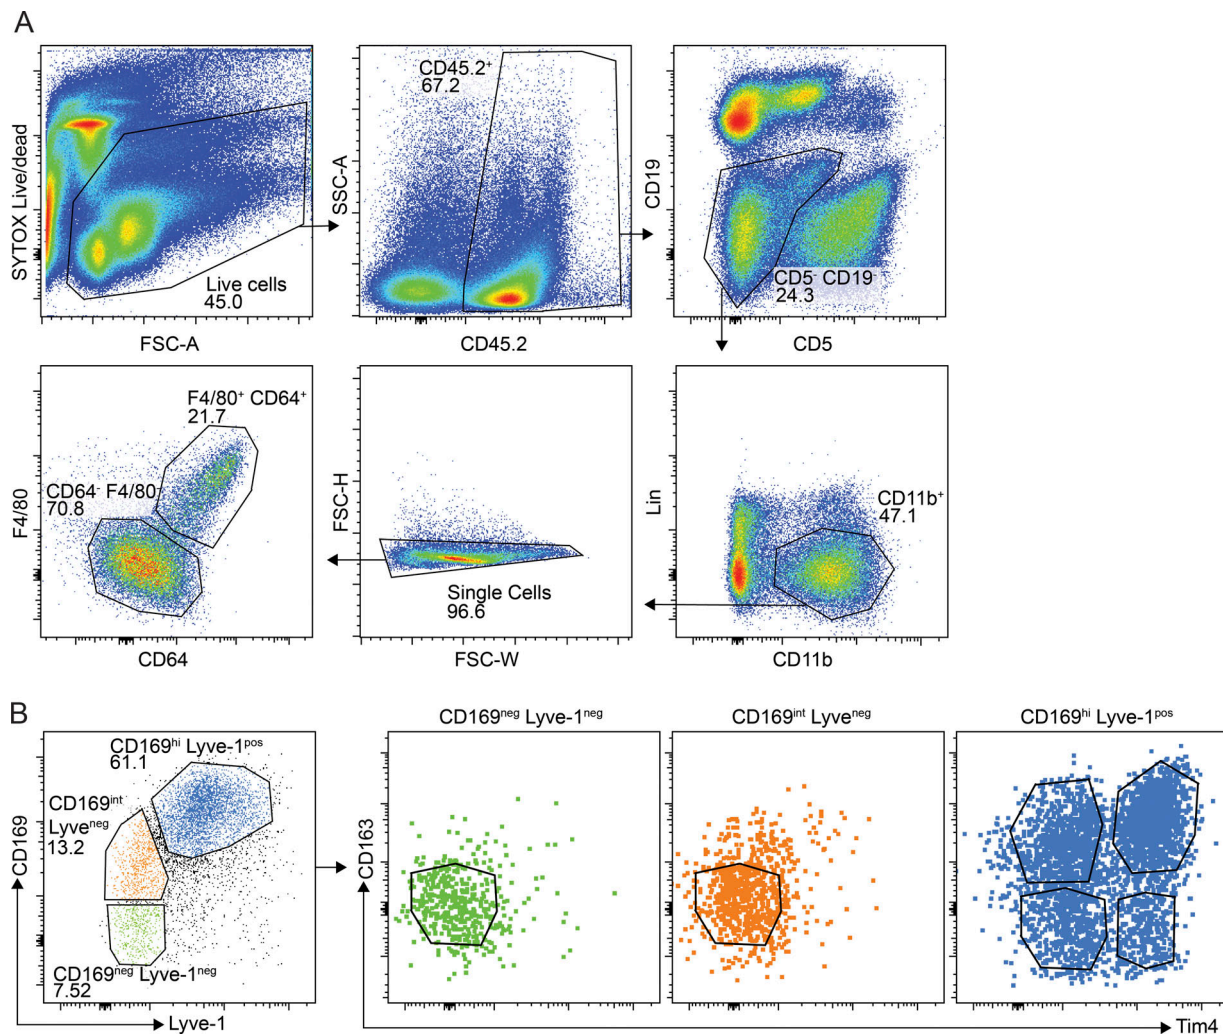 A
SYTOX Live/dead
Live cells
45.0
FSC-A
SSC-A
CD45.2⁺
67.2
CD45.2
CD19
CD5⁻ CD19
24.3
CD5
F4/80
F4/80⁺ CD64⁺
21.7
CD64⁻ F4/80⁻
70.8
CD64
FSC-H
Single Cells
96.6
FSC-W
Lin
CD11b⁺
47.1
CD11b
B
CD169
CD169ʰⁱ Lyve-1ᵖᵒˢ
61.1
CD169ⁱⁿᵗ
Lyveⁿᵉᵍ
13.2
CD169ⁿᵉᵍ Lyve-1ⁿᵉᵍ
7.52
Lyve-1
CD169ⁿᵉᵍ Lyve-1ⁿᵉᵍ
CD163
CD169ⁱⁿᵗ Lyveⁿᵉᵍ
CD169ʰⁱ Lyve-1ᵖᵒˢ
Tim4